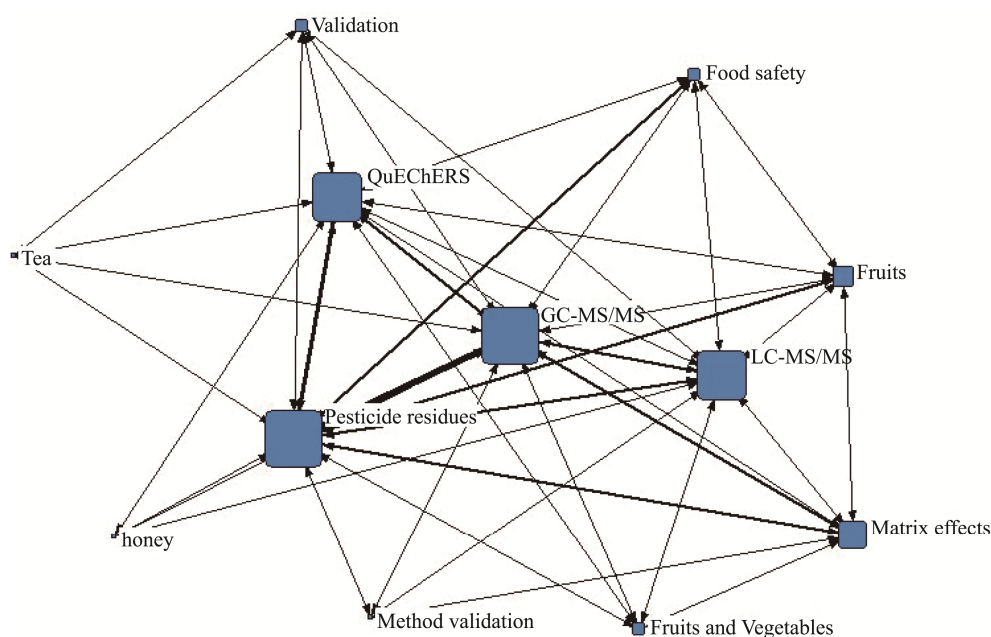 Validation
Food safety
QuEChERS
Tea
Fruits
GC-MS/MS
LC-MS/MS
Pesticide residues
honey
Matrix effects
Method validation
Fruits and Vegetables